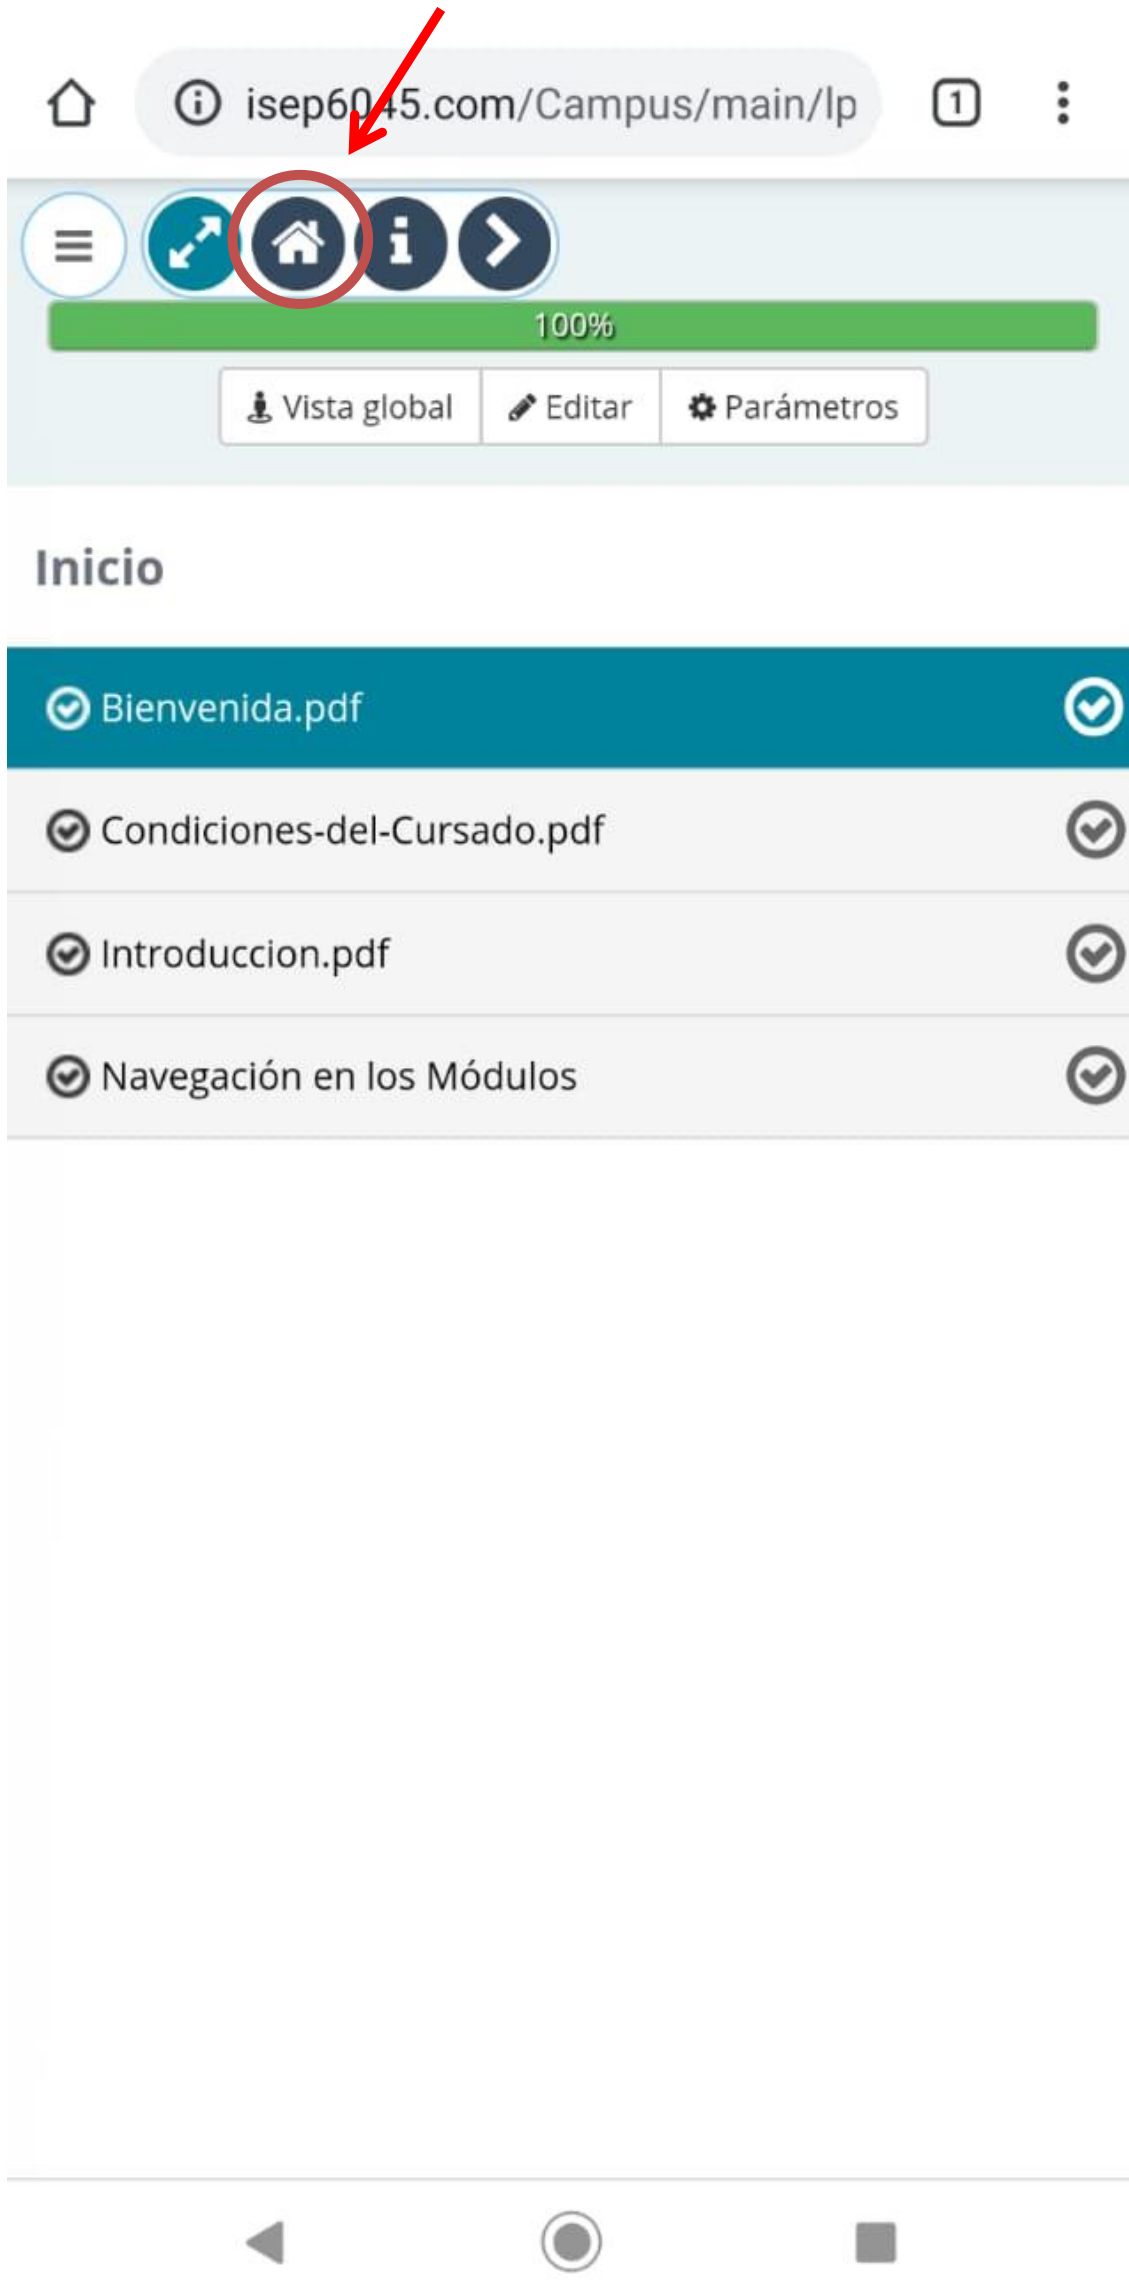 isep6045.com/Campus/main/lp
1
100%
Vista global
Editar
Parámetros
Inicio
Bienvenida.pdf
Condiciones-del-Cursado.pdf
Introduccion.pdf
Navegación en los Módulos